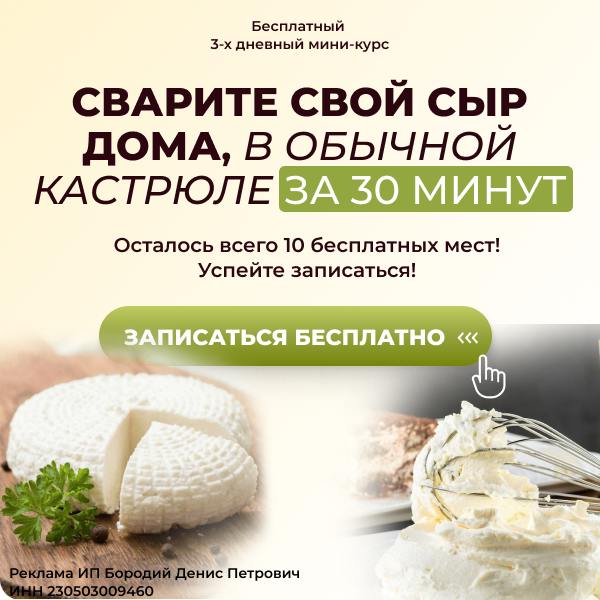 Бесплатный
3-х дневный мини-курс
СВАРИТЕ СВОЙ СЫР
ДОМА, В ОБЫЧНОЙ
КАСТРЮЛЕ ЗА 30 МИНУТ
Осталось всего 10 бесплатных мест!
Успейте записаться!
ЗАПИСАТЬСЯ БЕСПЛАТНО ‹‹‹
Реклама ИП Бородий Денис Петрович
ИНН 230503009460